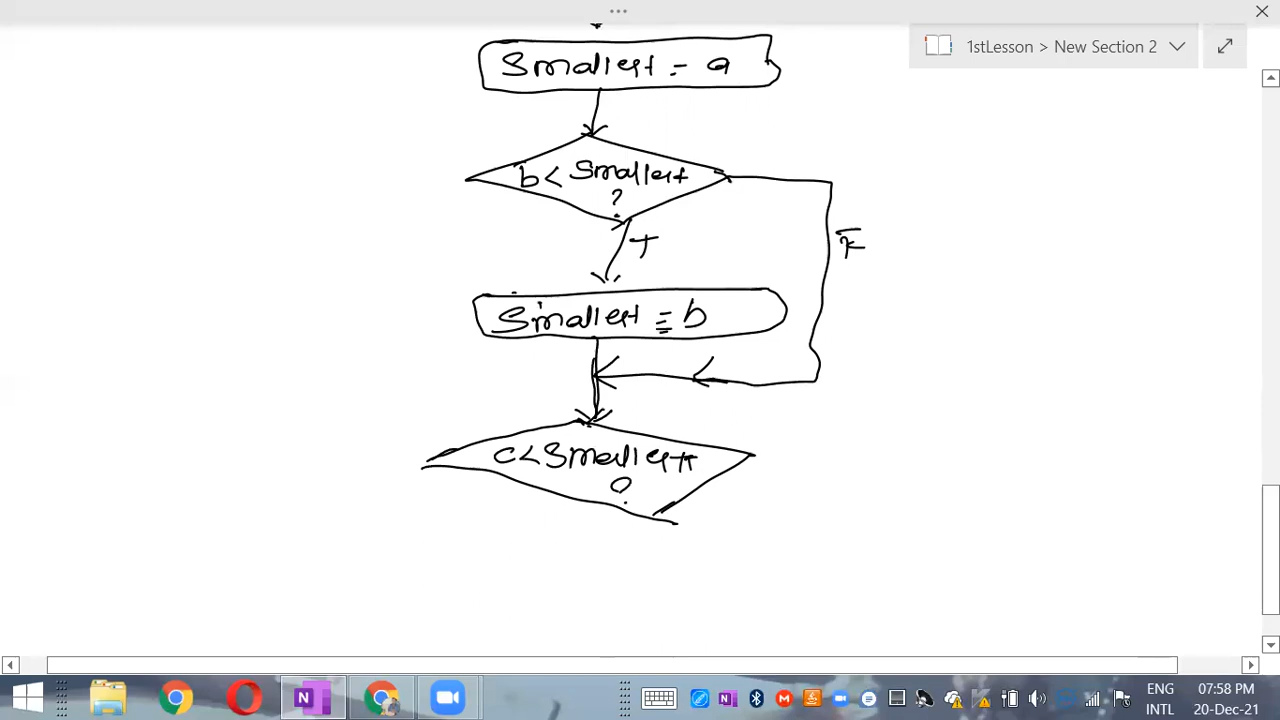 1stLesson > New Section 2
Smallest = a
b < Smallest
?
T
F
Smallest = b
c < Smallest
?
ENG
INTL
07:58 PM
20-Dec-21